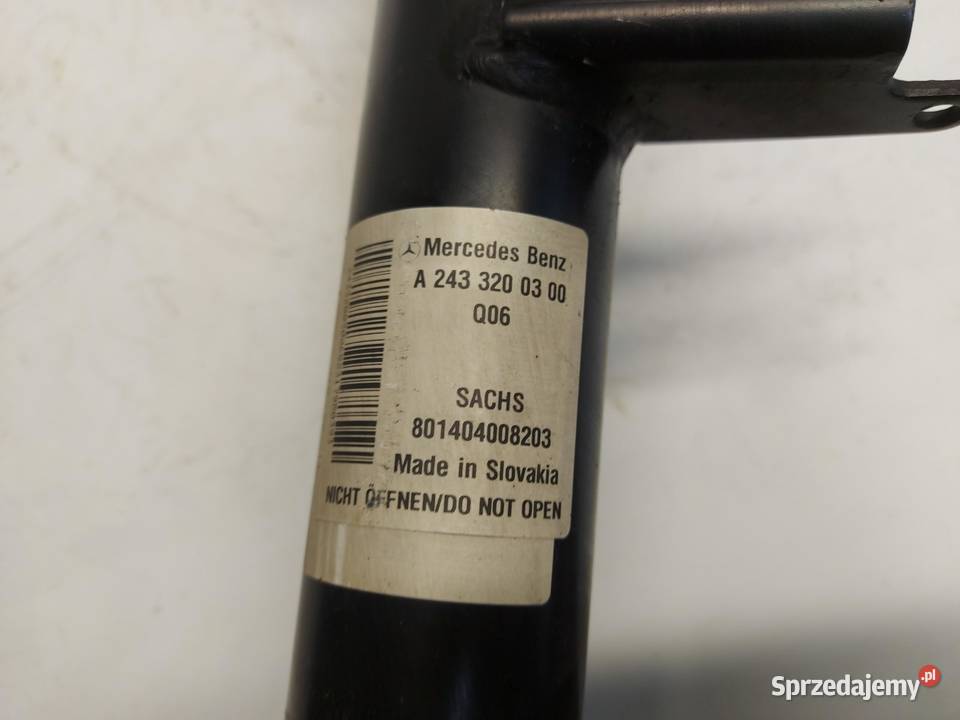 Mercedes Benz
A 243 320 03 00
Q06
SACHS
801404008203
Made in Slovakia
NICHT ÖFFNEN/DO NOT OPEN
Sprzedajemy.pl